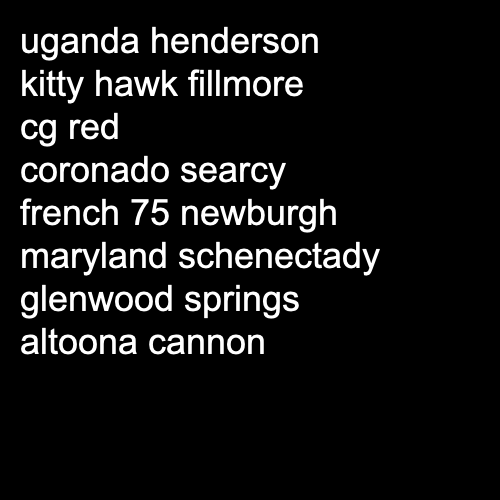 uganda henderson
kitty hawk fillmore
cg red
coronado searcy
french 75 newburgh
maryland schenectady
glenwood springs
altoona cannon